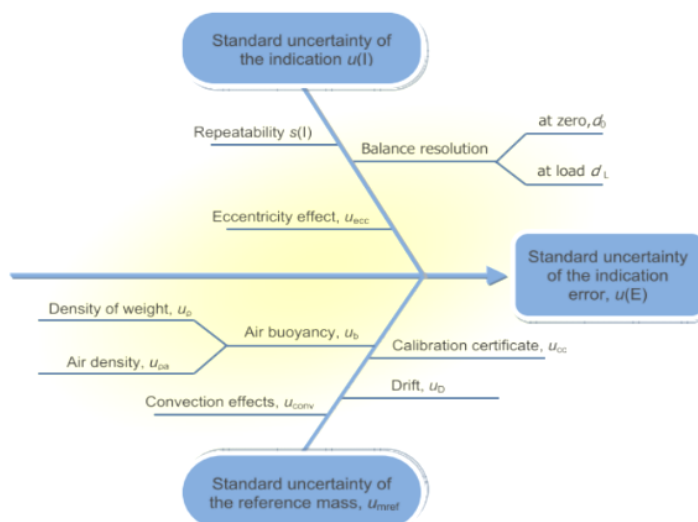 Standard uncertainty of
the indication u(I)
Repeatability s(I)
Balance resolution
at zero, d0
at load d L
Eccentricity effect, uecc
Standard uncertainty
of the indication
error, u(E)
Density of weight, uρ
Air buoyancy, ub
Air density, uρa
Calibration certificate, ucc
Drift, uD
Convection effects, uconv
Standard uncertainty of
the reference mass, umref